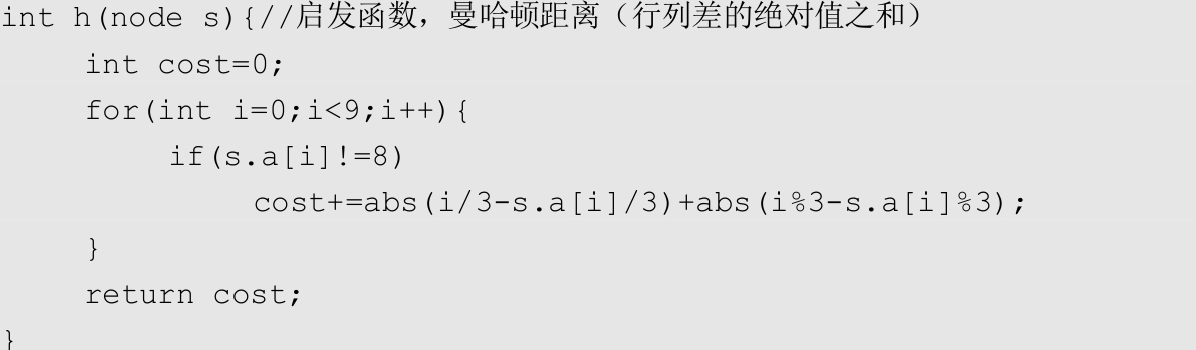 int h(node s){//启发函数，曼哈顿距离（行列差的绝对值之和）
int cost=0;
for(int i=0;i<9;i++){
if(s.a[i]!=8)
cost+=abs(i/3-s.a[i]/3)+abs(i%3-s.a[i]%3);
}
return cost;
}